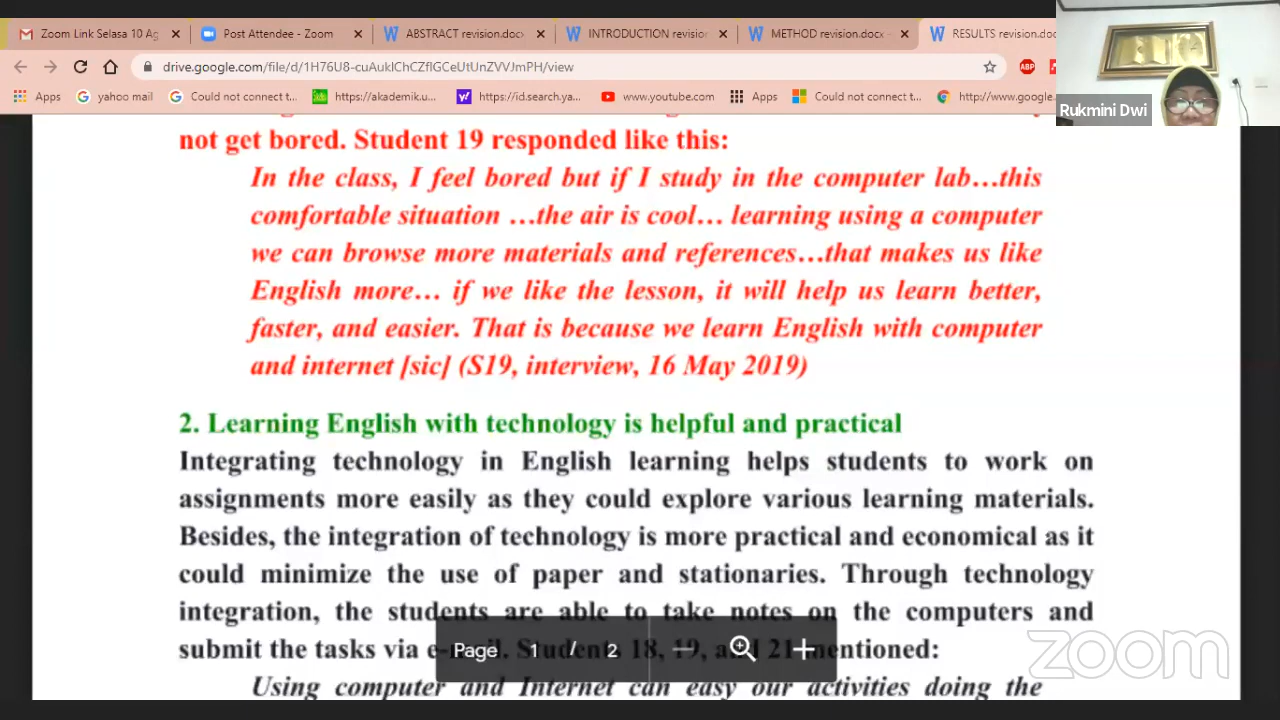 Zoom Link Selasa 10 Ag
Post Attendee - Zoom
ABSTRACT revision.docx
INTRODUCTION revision
METHOD revision.docx
RESULTS revision.docx
drive.google.com/file/d/1H76U8-cuAukIChCZflGCeUtUnZVVJmPH/view
ABP
Apps
yahoo mail
Could not connect t...
https://akademik.u...
https://id.search.ya...
www.youtube.com
Apps
Could not connect t...
http://www.google.
Rukmini Dwi
not get bored. Student 19 responded like this:
In the class, I feel bored but if I study in the computer lab…this
comfortable situation …the air is cool… learning using a computer
we can browse more materials and references…that makes us like
English more… if we like the lesson, it will help us learn better,
faster, and easier. That is because we learn English with computer
and internet [sic] (S19, interview, 16 May 2019)
2. Learning English with technology is helpful and practical
Integrating technology in English learning helps students to work on
assignments more easily as they could explore various learning materials.
Besides, the integration of technology is more practical and economical as it
could minimize the use of paper and stationaries. Through technology
integration, the students are able to take notes on the computers and
submit the tasks via e-mail. Students 18, 19, and 21 mentioned:
Page 1 / 2
Using computer and Internet can easy our activities doing the
zoom